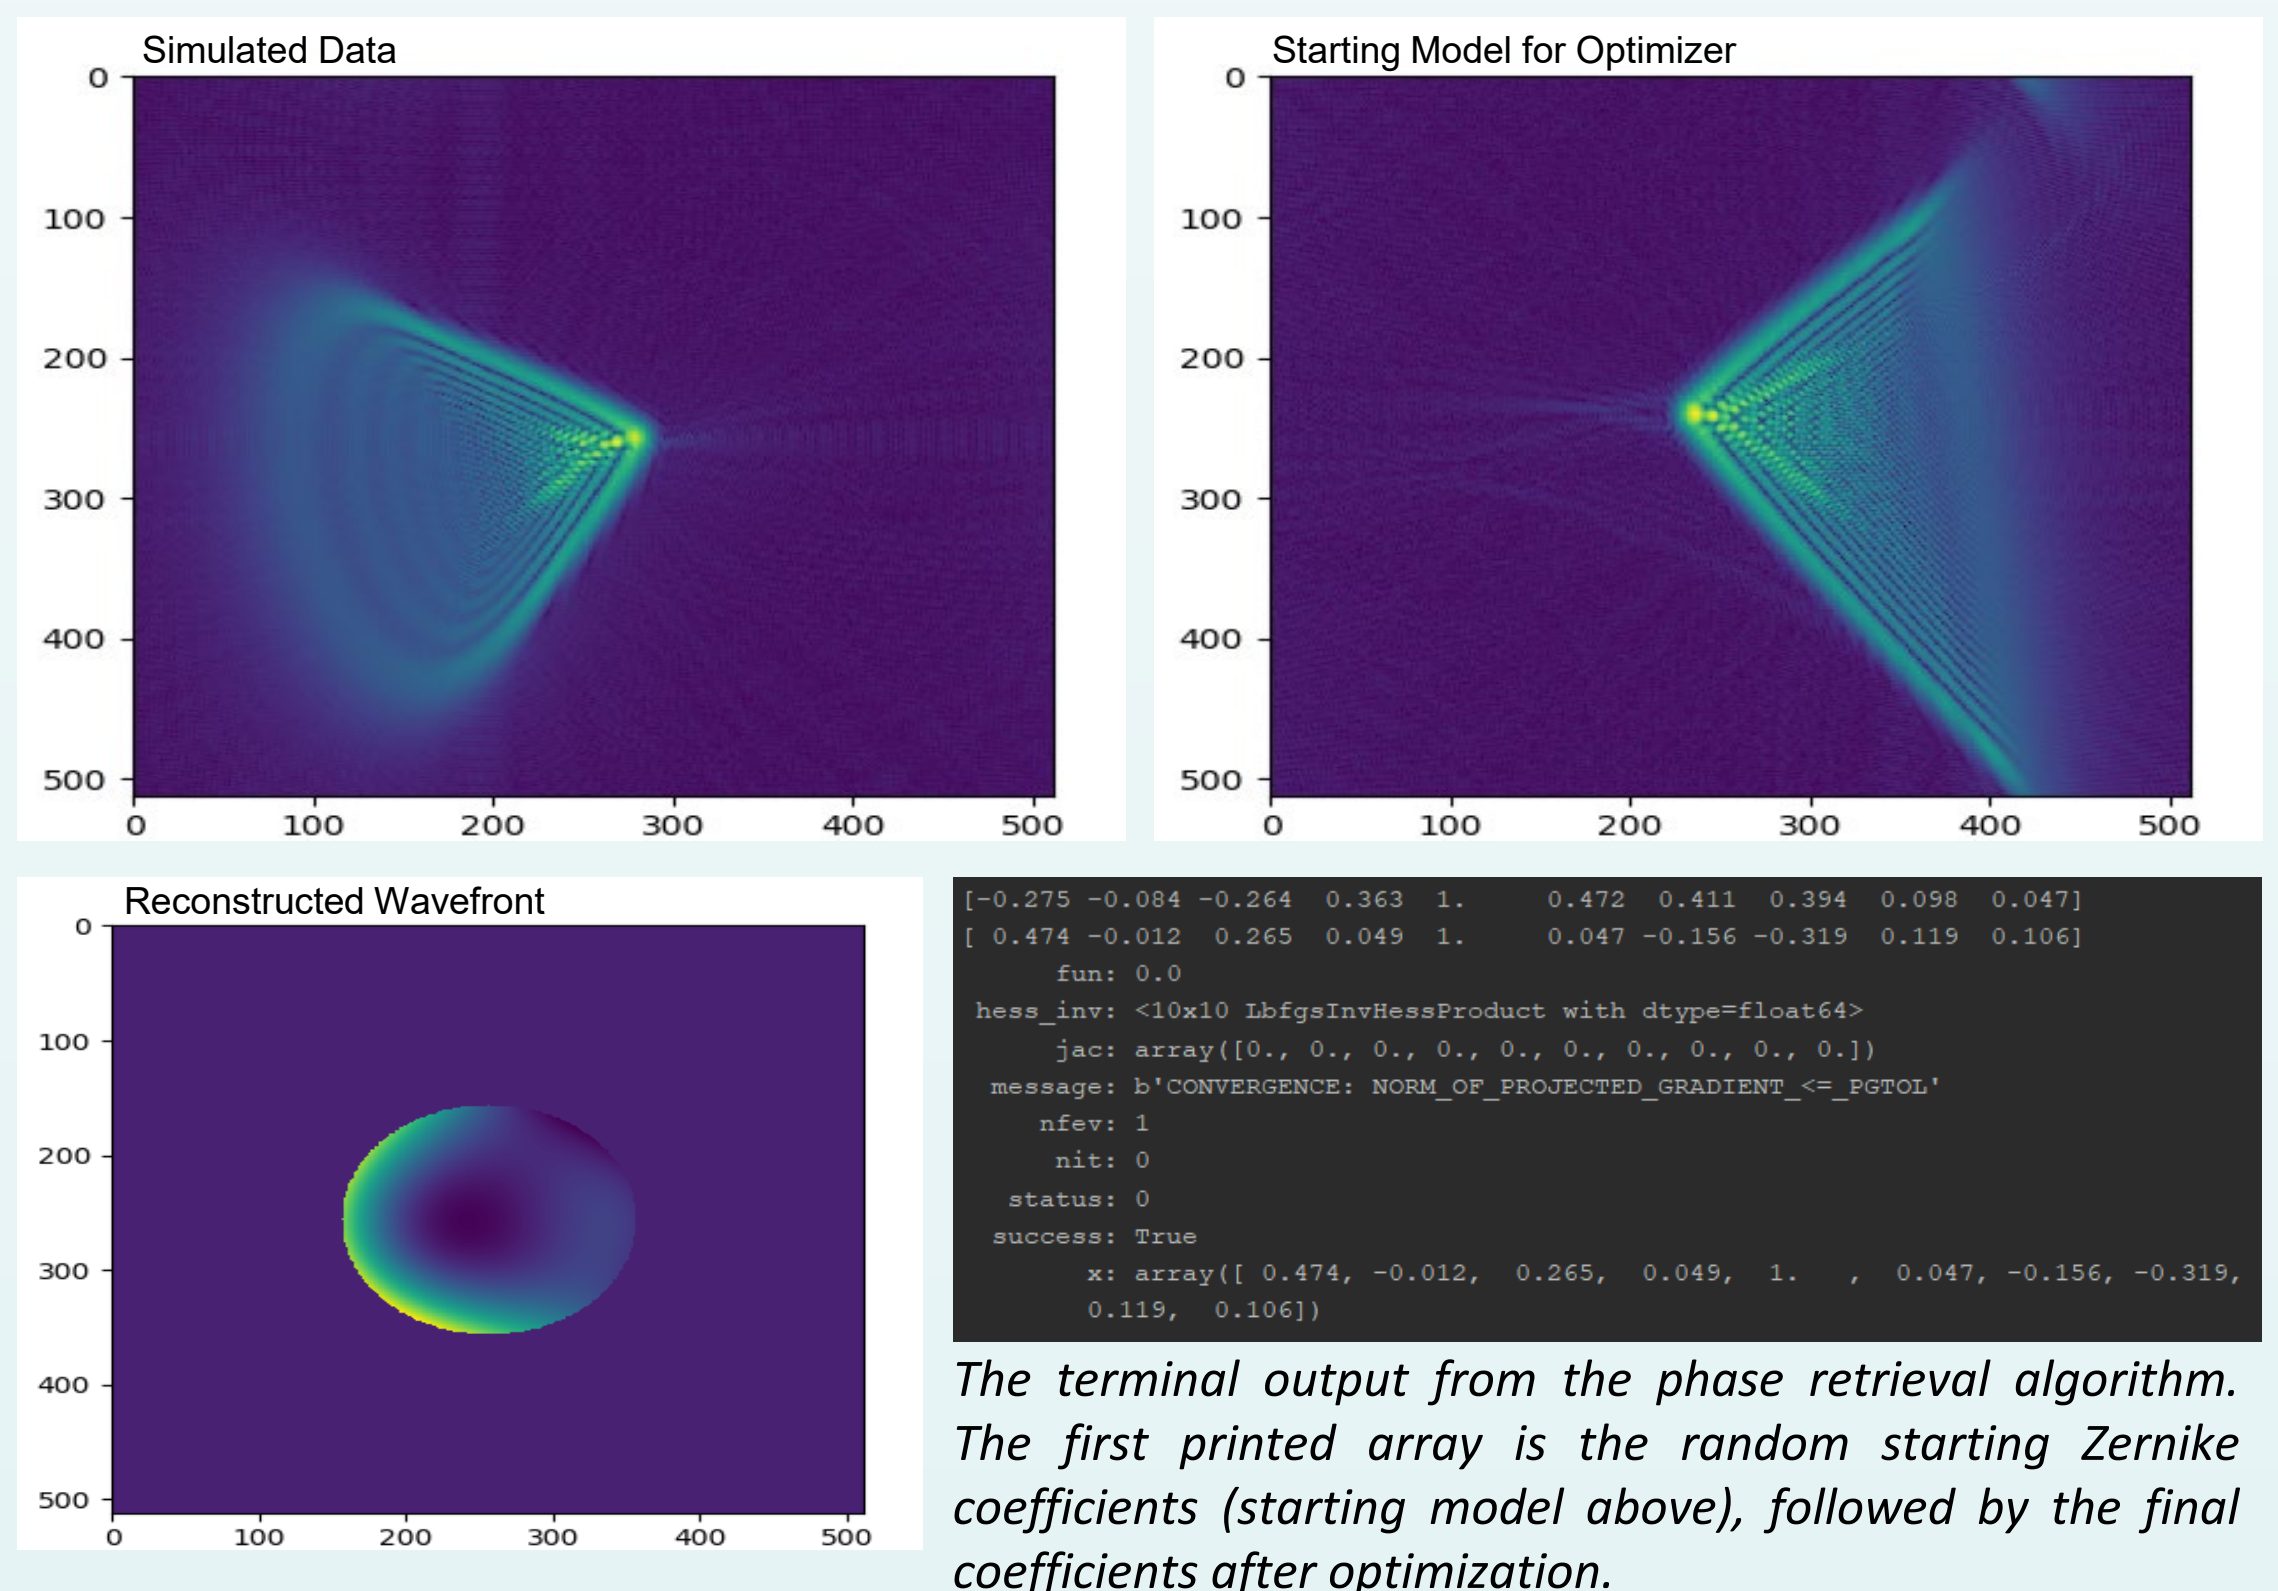 Simulated Data
0
100
200
300
400
500
0 100 200 300 400 500
Starting Model for Optimizer
0
100
200
300
400
500
0 100 200 300 400 500
Reconstructed Wavefront
0
100
200
300
400
500
0 100 200 300 400 500
[-0.275 -0.084 -0.264  0.363  1.     0.472  0.411  0.394  0.098  0.047]
[ 0.474 -0.012  0.265  0.049  1.     0.047 -0.156 -0.319  0.119  0.106]
fun: 0.0
hess_inv: <10x10 LbfgsInvHessProduct with dtype=float64>
jac: array([0., 0., 0., 0., 0., 0., 0., 0., 0., 0.])
message: b'CONVERGENCE: NORM_OF_PROJECTED_GRADIENT_<=_PGTOL'
nfev: 1
nit: 0
status: 0
success: True
x: array([ 0.474, -0.012,  0.265,  0.049,  1.   ,  0.047, -0.156, -0.319,
0.119,  0.106])
The terminal output from the phase retrieval algorithm.
The first printed array is the random starting Zernike
coefficients (starting model above), followed by the final
coefficients after optimization.